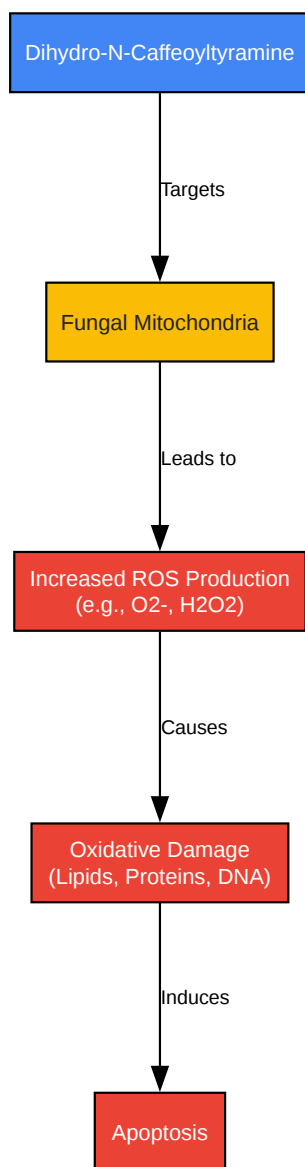 Dihydro-N-Caffeoyltyramine
Targets
Fungal Mitochondria
Leads to
Increased ROS Production
(e.g., O2-, H2O2)
Causes
Oxidative Damage
(Lipids, Proteins, DNA)
Induces
Apoptosis